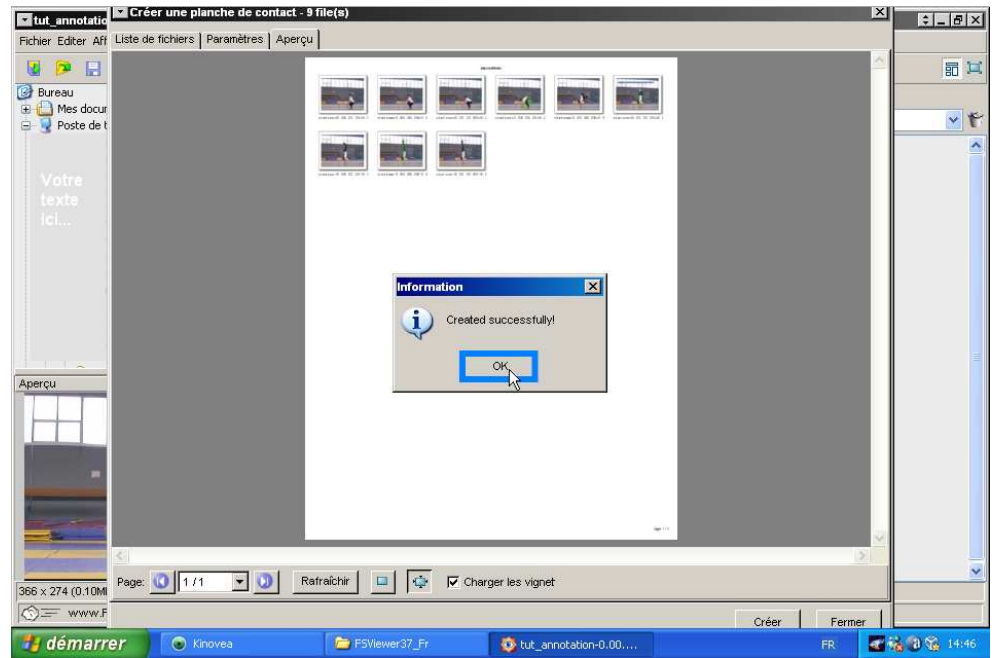 tut_annotatio
Créer une planche de contact - 9 file(s)
Fichier Editer Aff
Liste de fichiers
Paramètres
Aperçu
Bureau
Mes docur
Poste de t
Votre
texte
ici...
Information
Created successfully!
OK
Aperçu
Page:
1 / 1
Rafraîchir
Charger les vignet
366 x 274 (0.10M
www.F
Créer
Fermer
démarrer
Kinovea
FSViewer37_Fr
tut_annotation-0.00....
FR
14:46